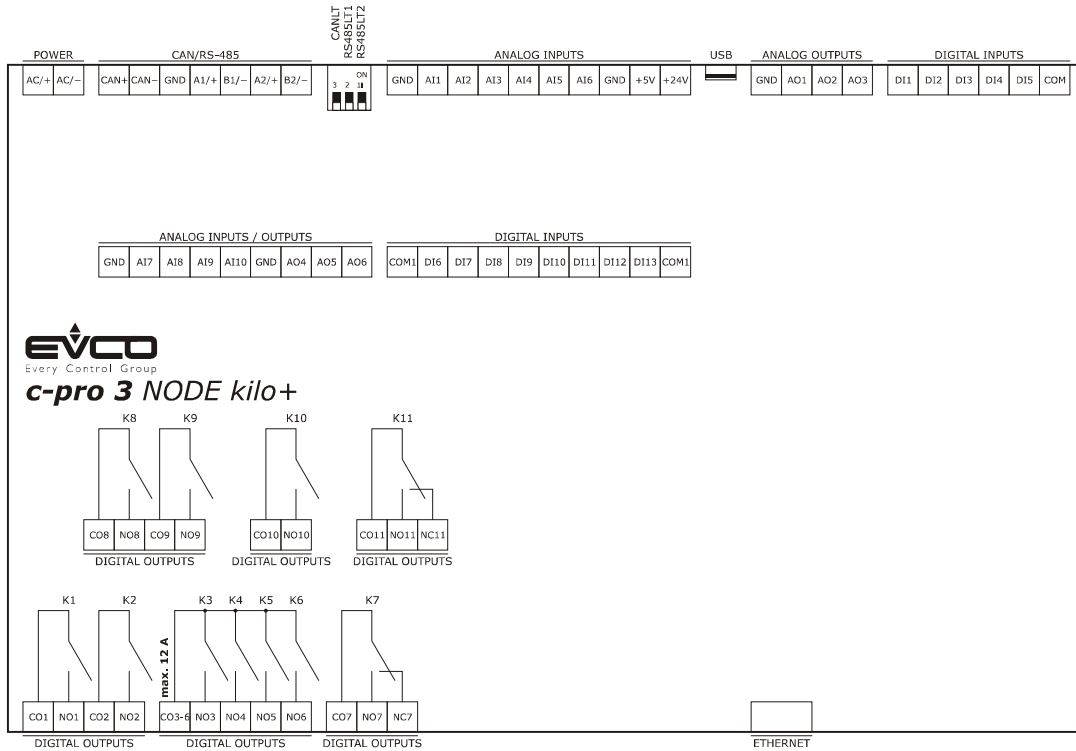 CANLT
RS485LT1
RS485LT2
POWER
CAN/RS-485
ANALOG INPUTS
USB
ANALOG OUTPUTS
DIGITAL INPUTS
AC/+ AC/−
CAN+ CAN− GND A1/+ B1/− A2/+ B2/−
ON
3 2 1
GND AI1 AI2 AI3 AI4 AI5 AI6 GND +5V +24V
GND AO1 AO2 AO3
DI1 DI2 DI3 DI4 DI5 COM
ANALOG INPUTS / OUTPUTS
DIGITAL INPUTS
GND AI7 AI8 AI9 AI10 GND AO4 AO5 AO6
COM1 DI6 DI7 DI8 DI9 DI10 DI11 DI12 DI13 COM1
EVCO
Every Control Group
c-pro 3 NODE kilo+
K8 K9 K10 K11
CO8 NO8 CO9 NO9
CO10 NO10
CO11 NO11 NC11
DIGITAL OUTPUTS
DIGITAL OUTPUTS
DIGITAL OUTPUTS
K1 K2 K3 K4 K5 K6 K7
max. 12 A
CO1 NO1 CO2 NO2
CO3-6 NO3 NO4 NO5 NO6
CO7 NO7 NC7
DIGITAL OUTPUTS
DIGITAL OUTPUTS
DIGITAL OUTPUTS
ETHERNET